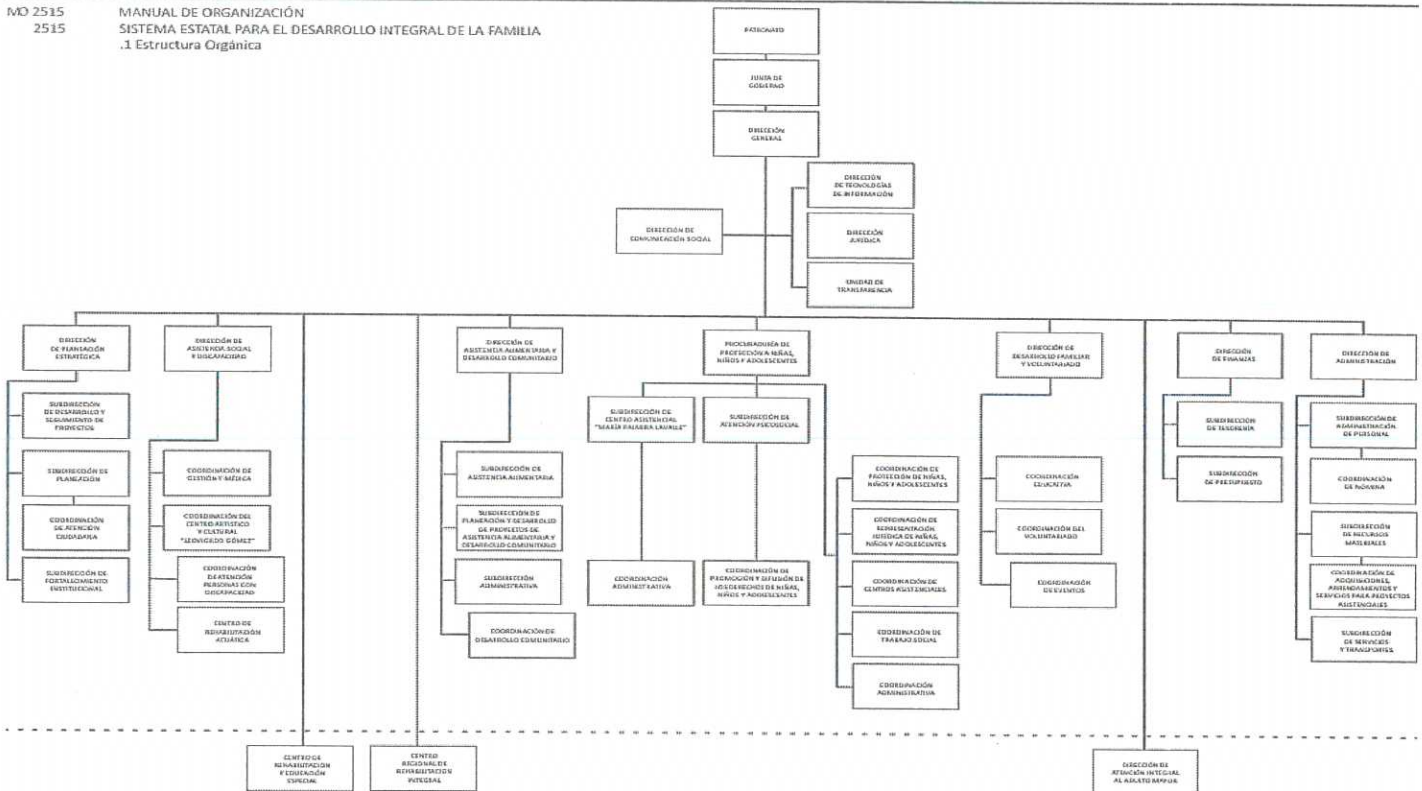 MO 2515 MANUAL DE ORGANIZACIÓN
2515 SISTEMA ESTATAL PARA EL DESARROLLO INTEGRAL DE LA FAMILIA
.1 Estructura Orgánica
PATRONATO
JUNTA DE
GOBIERNO
DIRECCIÓN
GENERAL
DIRECCIÓN
DE TECNOLOGÍAS
DE INFORMACIÓN
DIRECCIÓN DE
COMUNICACIÓN SOCIAL
DIRECCIÓN
JURÍDICA
UNIDAD DE
TRANSPARENCIA
DIRECCIÓN
DE PLANEACIÓN
ESTRATÉGICA
DIRECCIÓN DE
ASISTENCIA SOCIAL
Y DISCAPACIDAD
DIRECCIÓN DE
ASISTENCIA ALIMENTARIA Y
DESARROLLO COMUNITARIO
PROCURADURÍA DE
PROTECCIÓN A NIÑAS,
NIÑOS Y ADOLESCENTES
DIRECCIÓN DE
DESARROLLO FAMILIAR
Y VOLUNTARIADO
DIRECCIÓN
DE FINANZAS
DIRECCIÓN DE
ADMINISTRACIÓN
SUBDIRECCIÓN
DE DESARROLLO Y
SEGUIMIENTO DE
PROYECTOS
SUBDIRECCIÓN DE
PLANEACIÓN
COORDINACIÓN
DE ATENCIÓN
CIUDADANA
SUBDIRECCIÓN DE
FORTALECIMIENTO
INSTITUCIONAL
COORDINACIÓN DE
GESTIÓN Y MÉDICA
COORDINACIÓN DEL
CENTRO ARTÍSTICO
Y CULTURAL
"LEOVIGILDO GÓMEZ"
COORDINACIÓN
DE ATENCIÓN
PERSONAS CON
DISCAPACIDAD
CENTRO DE
REHABILITACIÓN
ACUÁTICA
SUBDIRECCIÓN DE
ASISTENCIA ALIMENTARIA
SUBDIRECCIÓN DE
PLANEACIÓN Y DESARROLLO
DE PROYECTOS DE
ASISTENCIA ALIMENTARIA Y
DESARROLLO COMUNITARIO
SUBDIRECCIÓN
ADMINISTRATIVA
COORDINACIÓN DE
DESARROLLO COMUNITARIO
SUBDIRECCIÓN DE
CENTRO ASISTENCIAL
"MARÍA PALMIRA LAVALLE"
SUBDIRECCIÓN DE
ATENCIÓN PSICOSOCIAL
COORDINACIÓN
ADMINISTRATIVA
COORDINACIÓN DE
PROMOCIÓN Y DIFUSIÓN DE
LOS DERECHOS DE NIÑAS,
NIÑOS Y ADOLESCENTES
COORDINACIÓN DE
PROTECCIÓN DE NIÑAS,
NIÑOS Y ADOLESCENTES
COORDINACIÓN DE
REPRESENTACIÓN
JURÍDICA DE NIÑAS,
NIÑOS Y ADOLESCENTES
COORDINACIÓN DE
CENTROS ASISTENCIALES
COORDINACIÓN DE
TRABAJO SOCIAL
COORDINACIÓN
ADMINISTRATIVA
COORDINACIÓN
EDUCATIVA
COORDINACIÓN DEL
VOLUNTARIADO
COORDINACIÓN
DE EVENTOS
SUBDIRECCIÓN
DE TESORERÍA
SUBDIRECCIÓN
DE PRESUPUESTO
SUBDIRECCIÓN DE
ADMINISTRACIÓN
DE PERSONAL
COORDINACIÓN
DE NÓMINA
SUBDIRECCIÓN
DE RECURSOS
MATERIALES
COORDINACIÓN DE
ADQUISICIONES,
ARRENDAMIENTOS Y
SERVICIOS PARA PROYECTOS
ASISTENCIALES
SUBDIRECCIÓN
DE SERVICIOS
Y TRANSPORTES
CENTRO DE
REHABILITACIÓN
Y EDUCACIÓN
ESPECIAL
CENTRO
REGIONAL DE
REHABILITACIÓN
INTEGRAL
DIRECCIÓN DE
ATENCIÓN INTEGRAL
AL ADULTO MAYOR